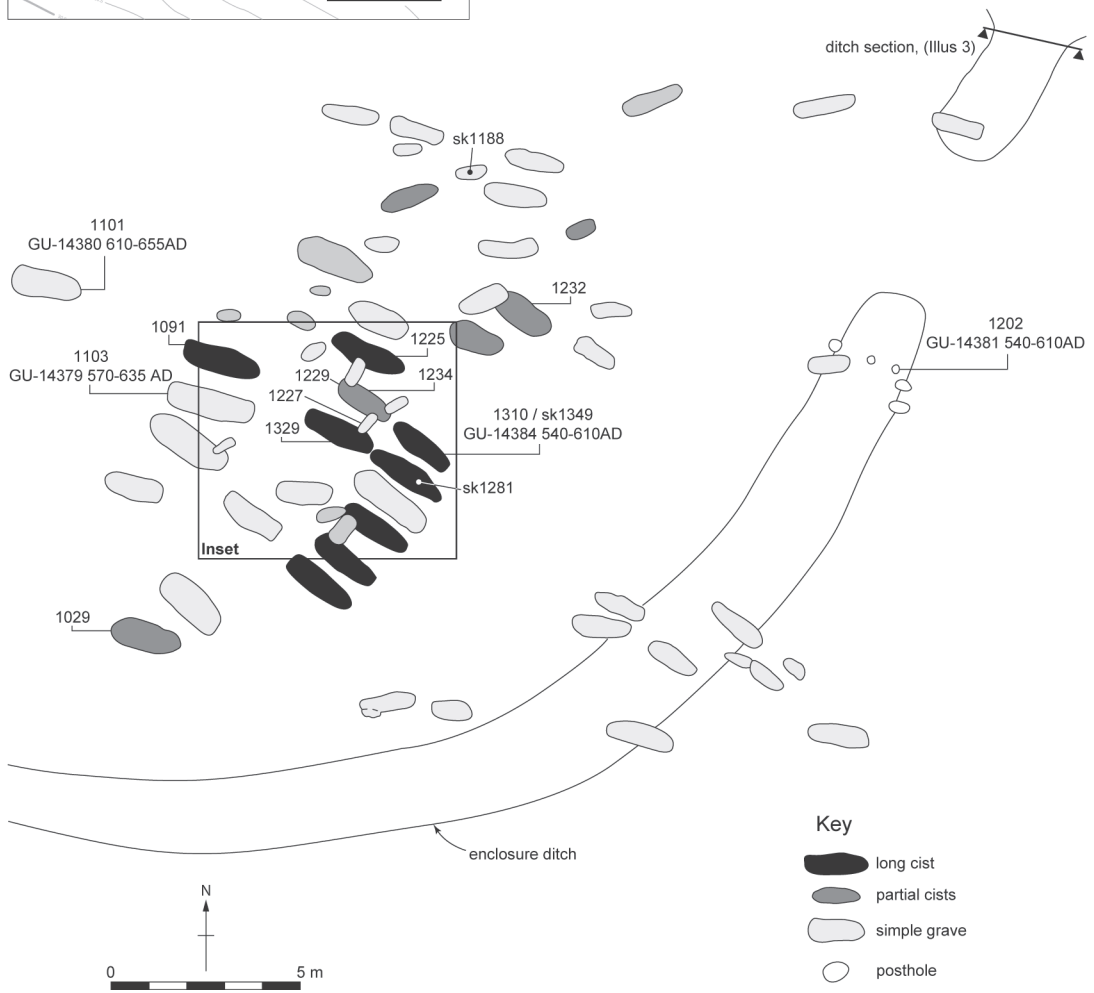 ditch section, (Illus 3)
sk1188
1101
GU-14380 610-655AD
1232
1091
1225
1202
GU-14381 540-610AD
1103
GU-14379 570-635 AD
1229
1234
1227
1310 / sk1349
GU-14384 540-610AD
1329
sk1281
Inset
1029
enclosure ditch
Key
long cist
partial cists
simple grave
posthole
N
0
5 m